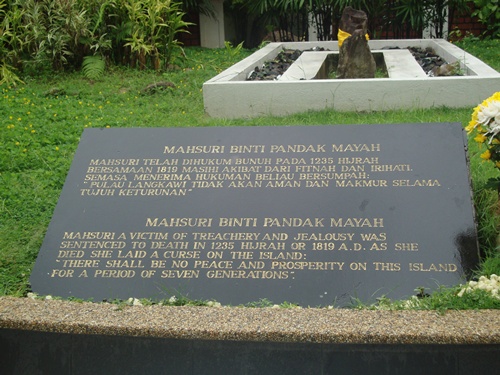 MAHSURI BINTI PANDAK MAYAH
MAHSURI TELAH DIHUKUM BUNUH PADA 1235 HIJRAH
BERSAMAAN 1819 MASIHI AKIBAT DARI FITNAH DAN IRIHATI.
SEMASA MENERIMA HUKUMAN BELIAU BERSUMPAH:
"PULAU LANGKAWI TIDAK AKAN AMAN DAN MAKMUR SELAMA
TUJUH KETURUNAN"
MAHSURI BINTI PANDAK MAYAH
MAHSURI A VICTIM OF TREACHERY AND JEALOUSY WAS
SENTENCED TO DEATH IN 1235 HIJRAH OR 1819 A.D. AS SHE
DIED SHE LAID A CURSE ON THE ISLAND:
"THERE SHALL BE NO PEACE AND PROSPERITY ON THIS ISLAND
FOR A PERIOD OF SEVEN GENERATIONS".